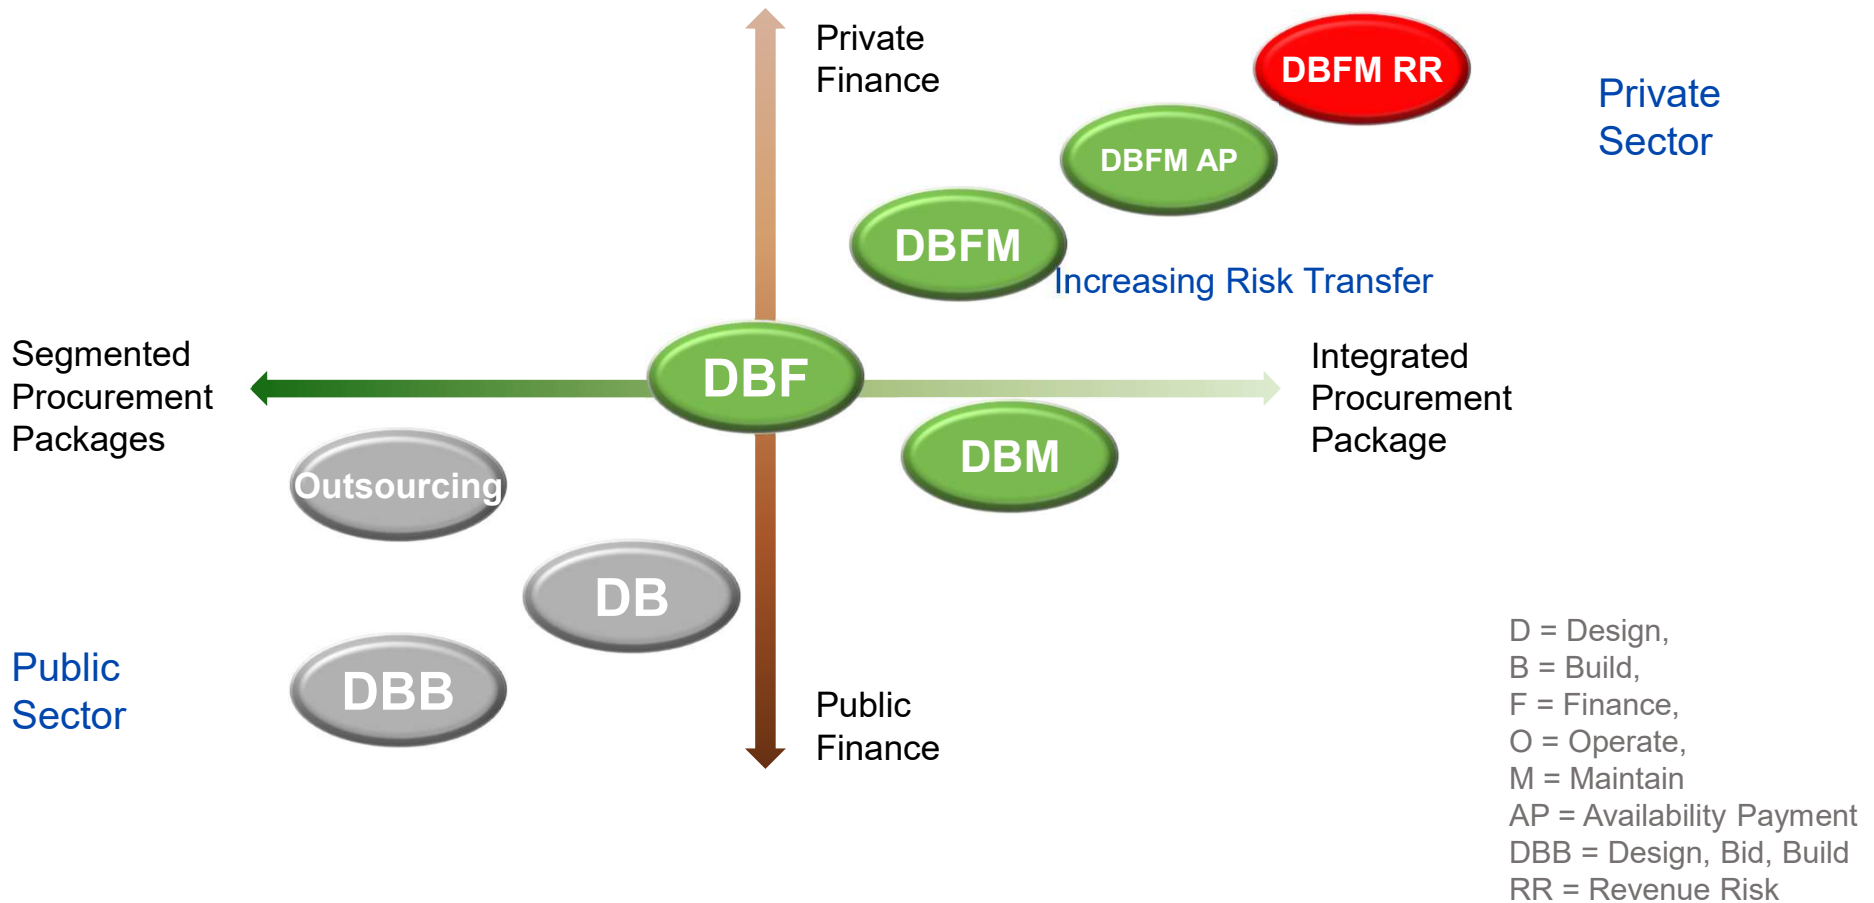 Private
Finance
DBFM RR
Private
Sector
DBFM AP
DBFM
Increasing Risk Transfer
Segmented
Procurement
Packages
DBF
Integrated
Procurement
Package
DBM
Outsourcing
DB
Public
Sector
DBB
Public
Finance
D = Design,
B = Build,
F = Finance,
O = Operate,
M = Maintain
AP = Availability Payment
DBB = Design, Bid, Build
RR = Revenue Risk